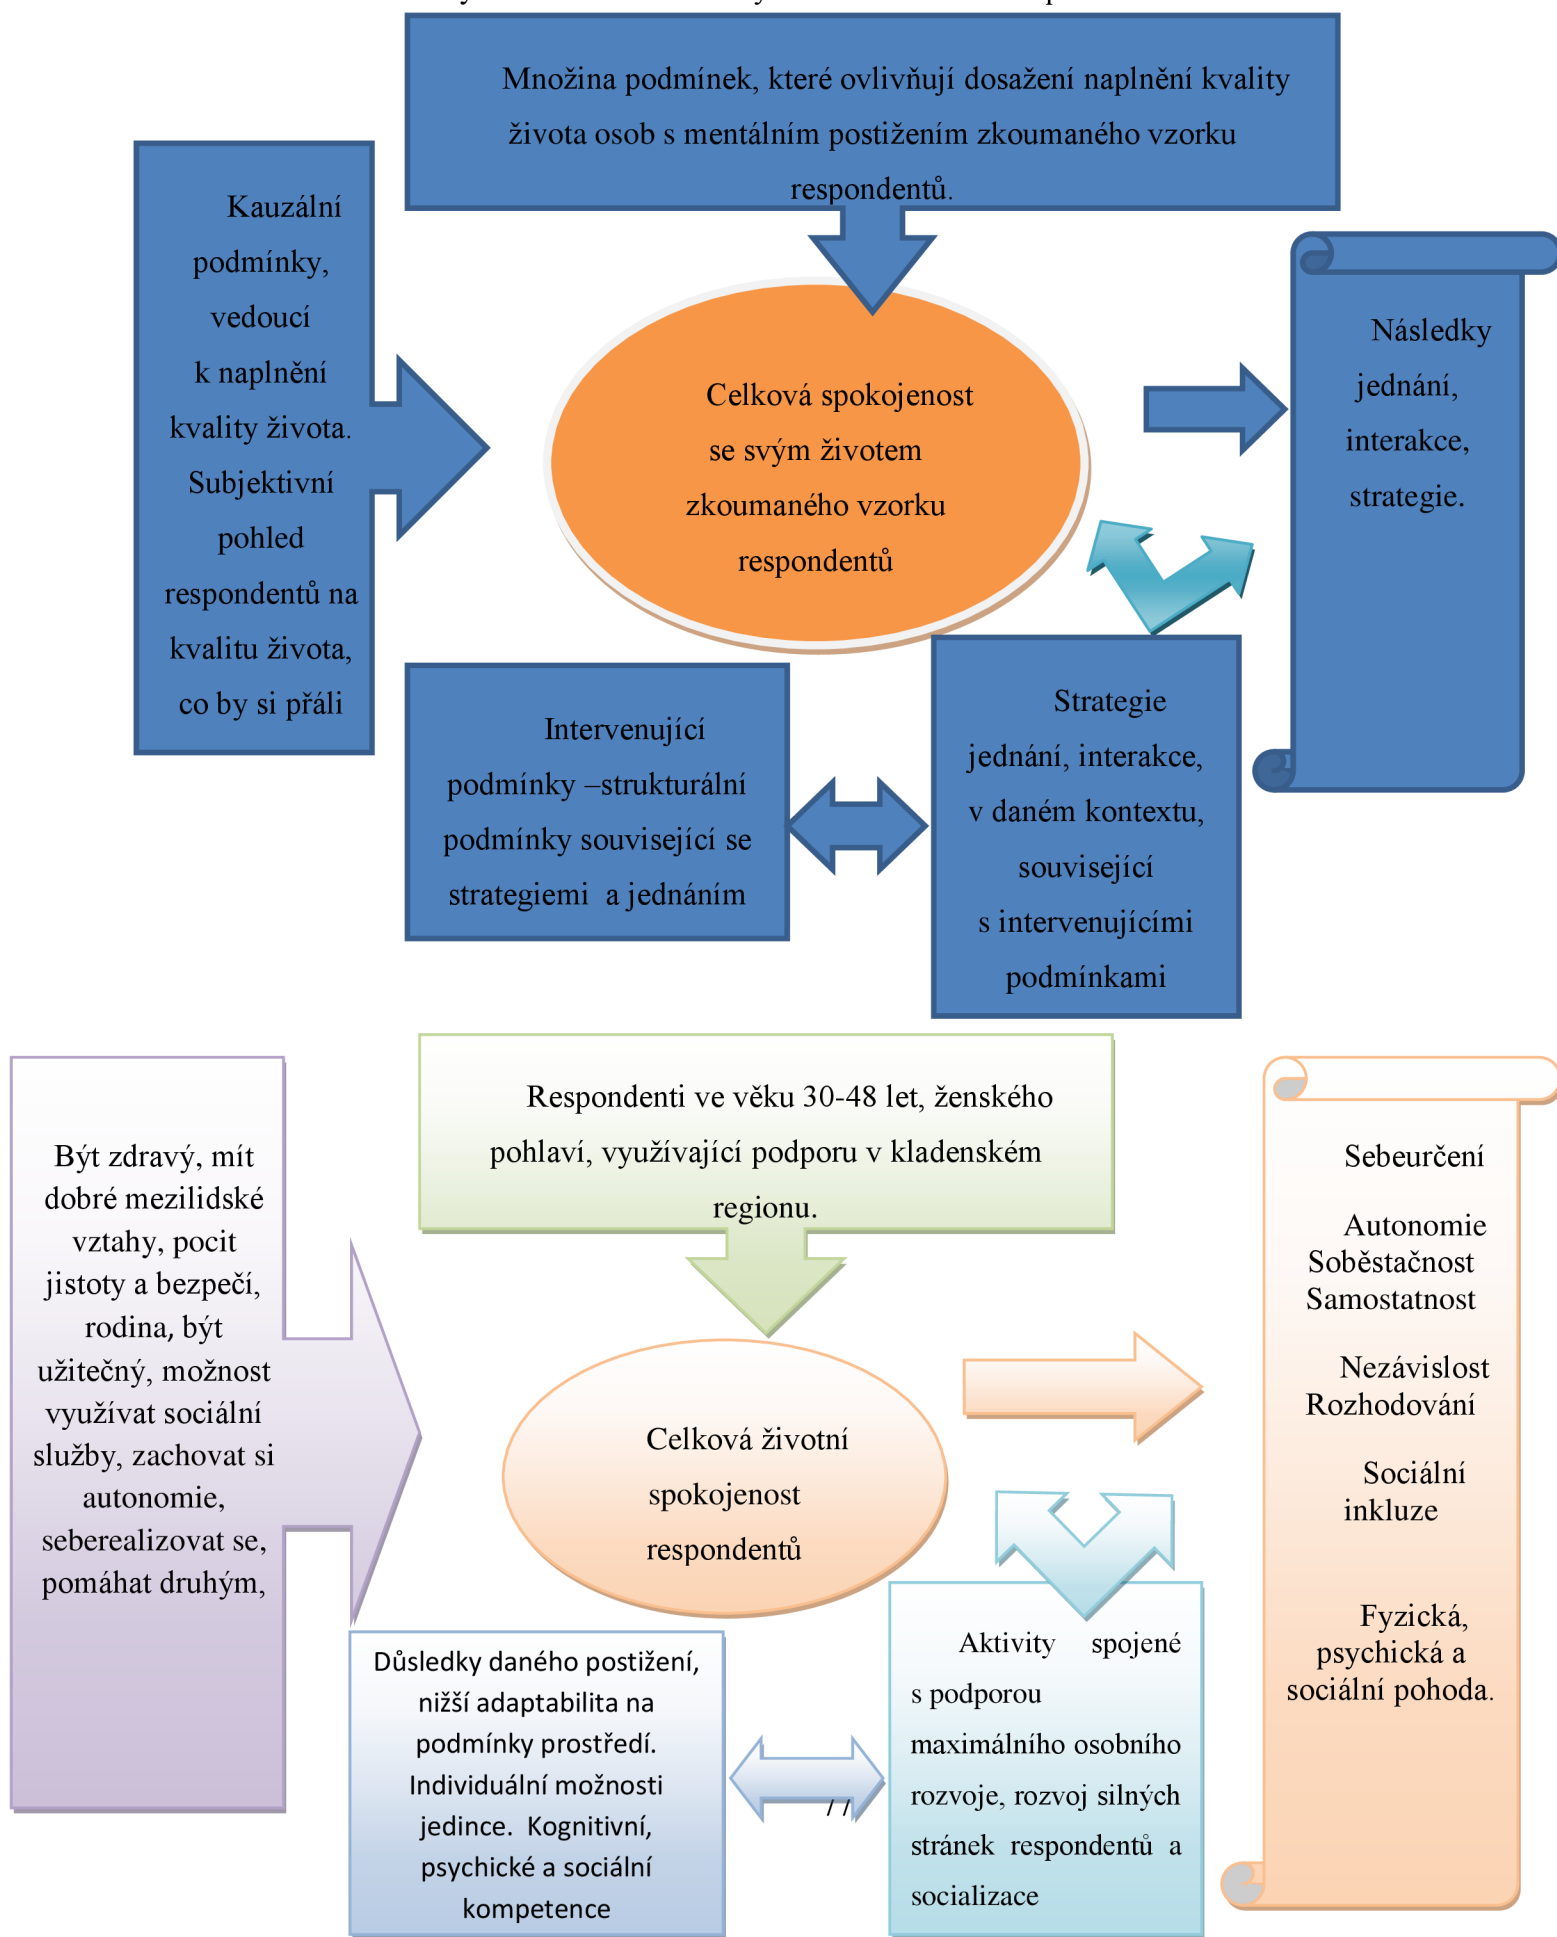 Množina podmínek, které ovlivňují dosažení naplnění kvality
života osob s mentálním postižením zkoumaného vzorku
respondentů.
Kauzální
podmínky,
vedoucí
k naplnění
kvality života.
Subjektivní
pohled
respondentů na
kvalitu života,
co by si přáli
Celková spokojenost
se svým životem
zkoumaného vzorku
respondentů
Následky
jednání,
interakce,
strategie.
Intervenující
podmínky –strukturální
podmínky související se
strategiemi a jednáním
Strategie
jednání, interakce,
v daném kontextu,
související
s intervenujícími
podmínkami
Respondenti ve věku 30-48 let, ženského
pohlaví, využívající podporu v kladenském
regionu.
Být zdravý, mít
dobré mezilidské
vztahy, pocit
jistoty a bezpečí,
rodina, být
užitečný, možnost
využívat sociální
služby, zachovat si
autonomie,
seberealizovat se,
pomáhat druhým,
Celková životní
spokojenost
respondentů
Sebeurčení
Autonomie
Soběstačnost
Samostatnost
Nezávislost
Rozhodování
Sociální
inkluze
Fyzická,
psychická a
sociální pohoda.
Důsledky daného postižení,
nižší adaptabilita na
podmínky prostředí.
Individuální možnosti
jedince. Kognitivní,
psychické a sociální
kompetence
/ /
Aktivity spojené
s podporou
maximálního osobního
rozvoje, rozvoj silných
stránek respondentů a
socializace